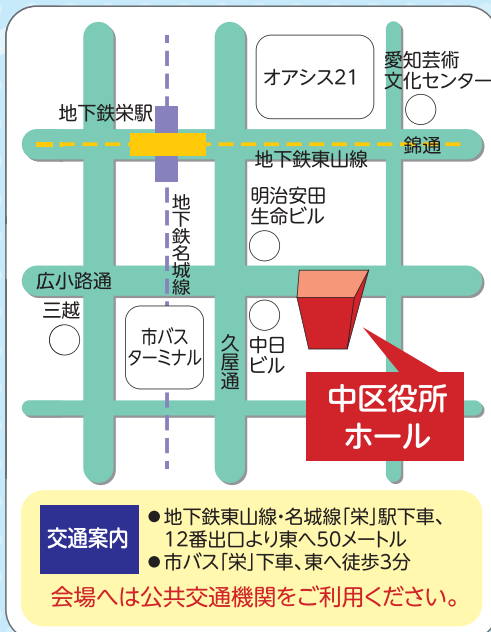 オアシス21
愛知芸術
文化センター
地下鉄栄駅
錦通
地下鉄東山線
地下鉄名城線
明治安田
生命ビル
広小路通
三越
市バス
ターミナル
久屋通
中日
ビル
中区役所
ホール
交通案内
●地下鉄東山線・名城線「栄」駅下車、
12番出口より東へ50メートル
●市バス「栄」下車、東へ徒歩3分
会場へは公共交通機関をご利用ください。